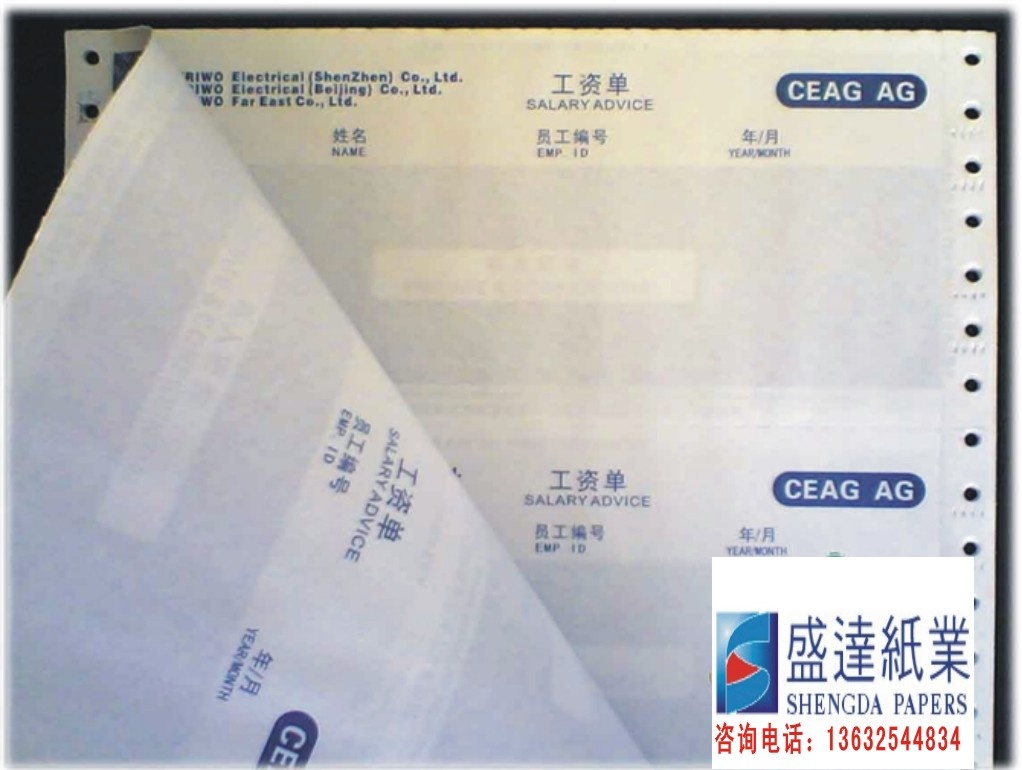 RIWO Electrical (ShenZhen) Co., Ltd.
IWO Electrical (Beijing) Co., Ltd.
WO Far East Co., Ltd.
工资单
SALARY ADVICE
CEAG AG
姓名
NAME
员工编号
EMP. ID
年/月
YEAR/MONTH
工资单
SALARY ADVICE
CEAG AG
员工编号
EMP. ID
年/月
YEAR/MONTH
工资单
SALARY ADVICE
员工编号
EMP. ID
年/月
YEAR/MONTH
CE
盛達紙業
SHENGDA PAPERS
咨询电话：13632544834